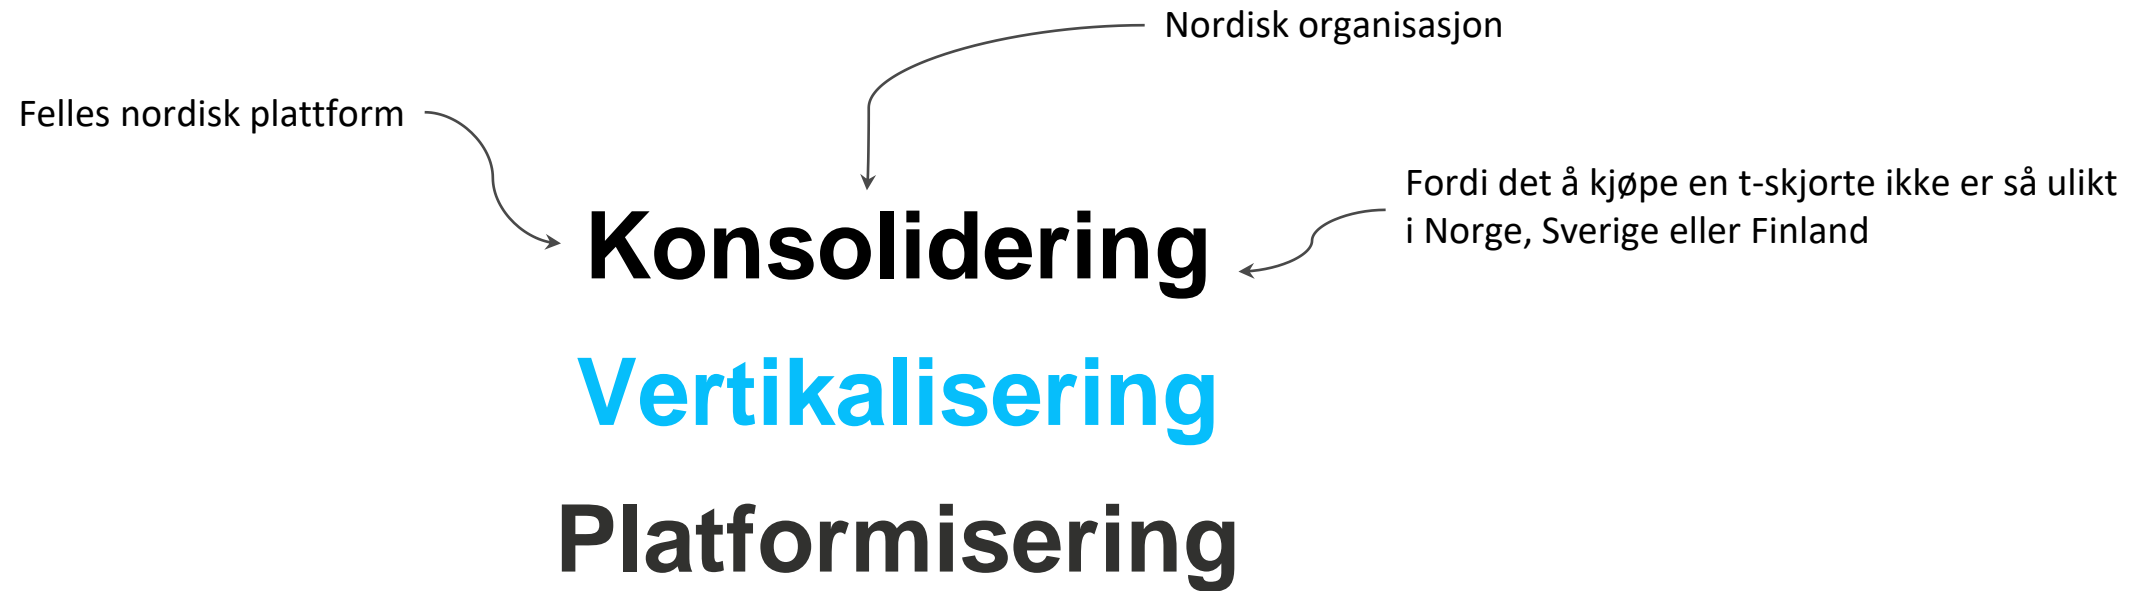 Nordisk organisasjon
Felles nordisk plattform
Fordi det å kjøpe en t-skjorte ikke er så ulikt
i Norge, Sverige eller Finland
Konsolidering
Vertikalisering
Platformisering